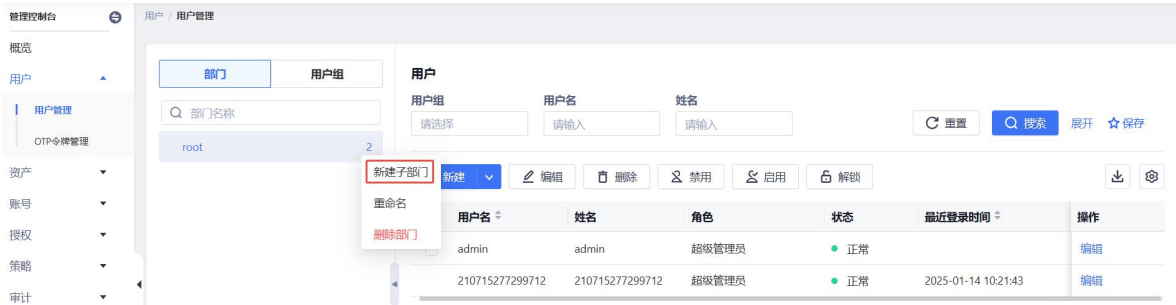 管理控制台
用户 / 用户管理
概览
用户
用户管理
OTP令牌管理
资产
账号
授权
策略
审计
部门
用户组
部门名称
root 2
新建子部门
重命名
删除部门
用户
用户组 用户名 姓名
请选择 请输入 请输入
重置 搜索 展开 保存
新建 编辑 删除 禁用 启用 解锁
用户名 姓名 角色 状态 最近登录时间 操作
admin admin 超级管理员 正常 编辑
210715277299712 210715277299712 超级管理员 正常 2025-01-14 10:21:43 编辑